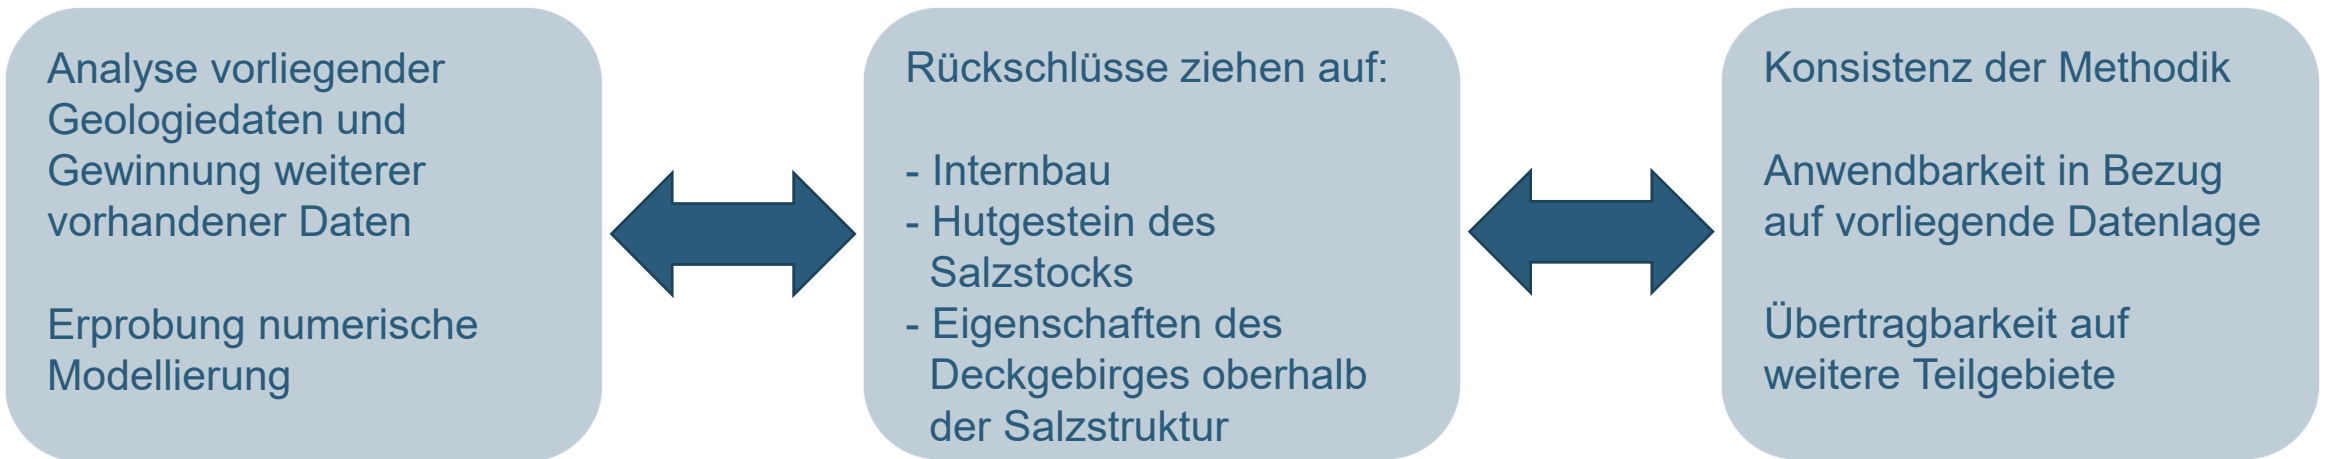 Analyse vorliegender
Geologiedaten und
Gewinnung weiterer
vorhandener Daten
Erprobung numerische
Modellierung
Rückschlüsse ziehen auf:
- Internbau
- Hutgestein des
Salzstocks
- Eigenschaften des
Deckgebirges oberhalb
der Salzstruktur
Konsistenz der Methodik
Anwendbarkeit in Bezug
auf vorliegende Datenlage
Übertragbarkeit auf
weitere Teilgebiete